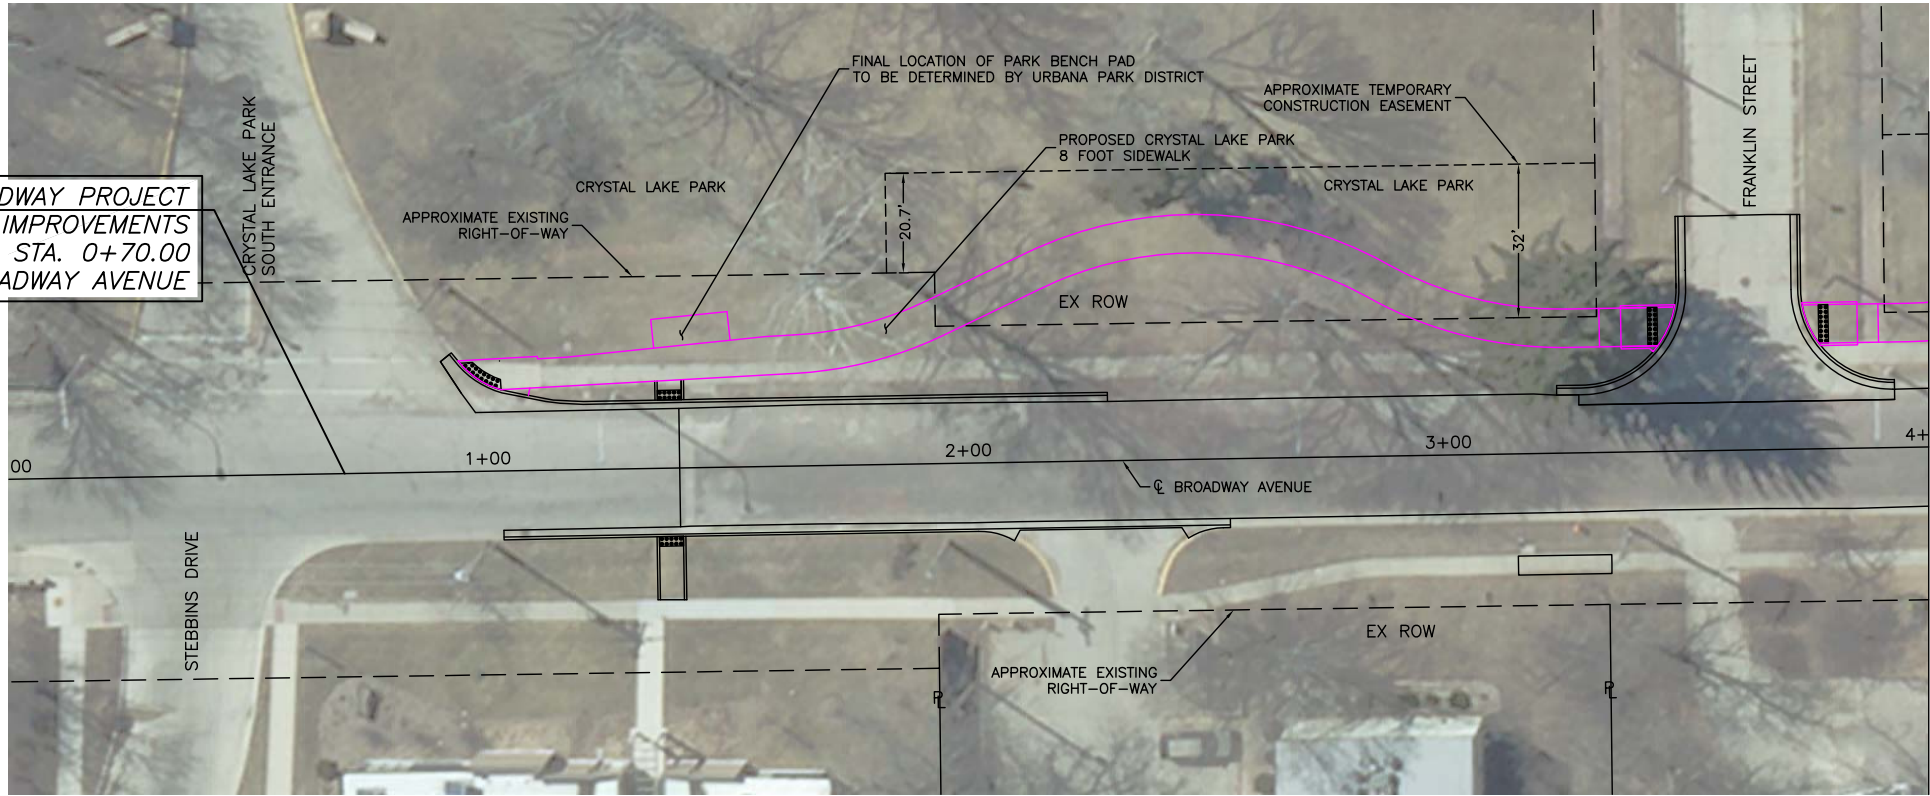 FINAL LOCATION OF PARK BENCH PAD
TO BE DETERMINED BY URBANA PARK DISTRICT
APPROXIMATE TEMPORARY
CONSTRUCTION EASEMENT
FRANKLIN STREET
CRYSTAL LAKE PARK
SOUTH ENTRANCE
PROPOSED CRYSTAL LAKE PARK
8 FOOT SIDEWALK
CRYSTAL LAKE PARK
CRYSTAL LAKE PARK
DWAY PROJECT
IMPROVEMENTS
STA. 0+70.00
ADWAY AVENUE
APPROXIMATE EXISTING
RIGHT-OF-WAY
20.7'
32'
EX ROW
00
1+00
2+00
3+00
4+
℄ BROADWAY AVENUE
STEBBINS DRIVE
EX ROW
APPROXIMATE EXISTING
RIGHT-OF-WAY
PL
PL